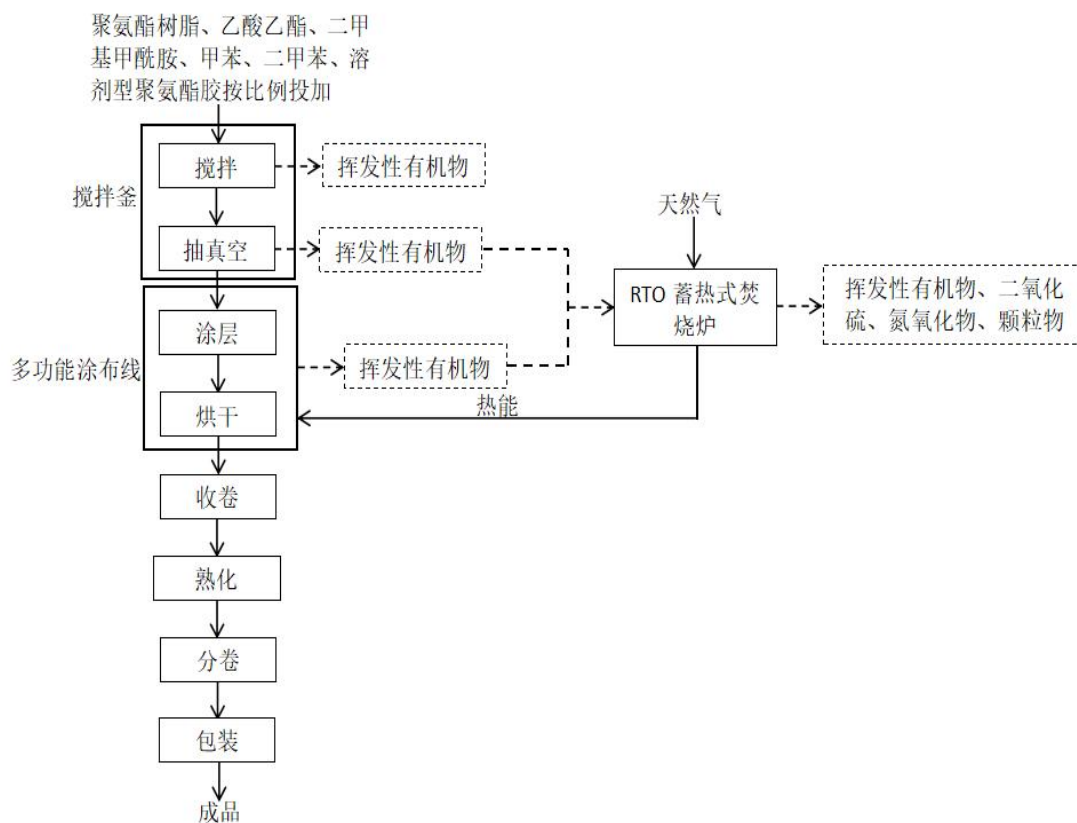 聚氨酯树脂、乙酸乙酯、二甲
基甲酰胺、甲苯、二甲苯、溶
剂型聚氨酯胶按比例投加
搅拌
挥发性有机物
搅拌釜
天然气
抽真空
挥发性有机物
RTO 蓄热式焚
烧炉
挥发性有机物、二氧化
硫、氮氧化物、颗粒物
涂层
多功能涂布线
挥发性有机物
烘干
热能
收卷
熟化
分卷
包装
成品